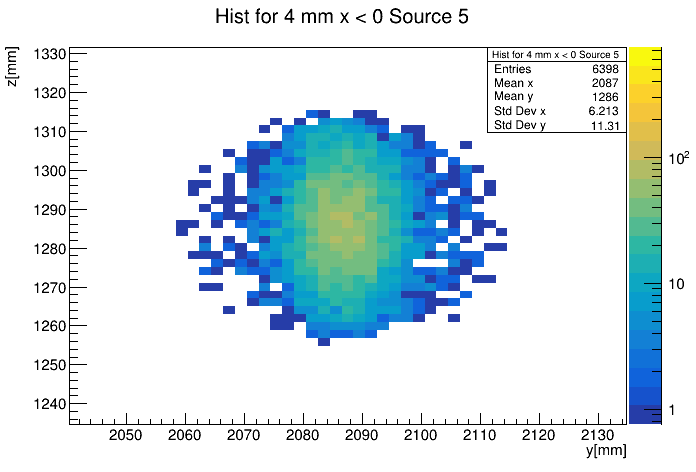 Hist for 4 mm x < 0 Source 5
z[mm]
1330
1320
1310
1300
1290
1280
1270
1260
1250
1240
Hist for 4 mm x < 0 Source 5
Entries 6398
Mean x 2087
Mean y 1286
Std Dev x 6.213
Std Dev y 11.31
10²
10
1
2050 2060 2070 2080 2090 2100 2110 2120 2130
y[mm]